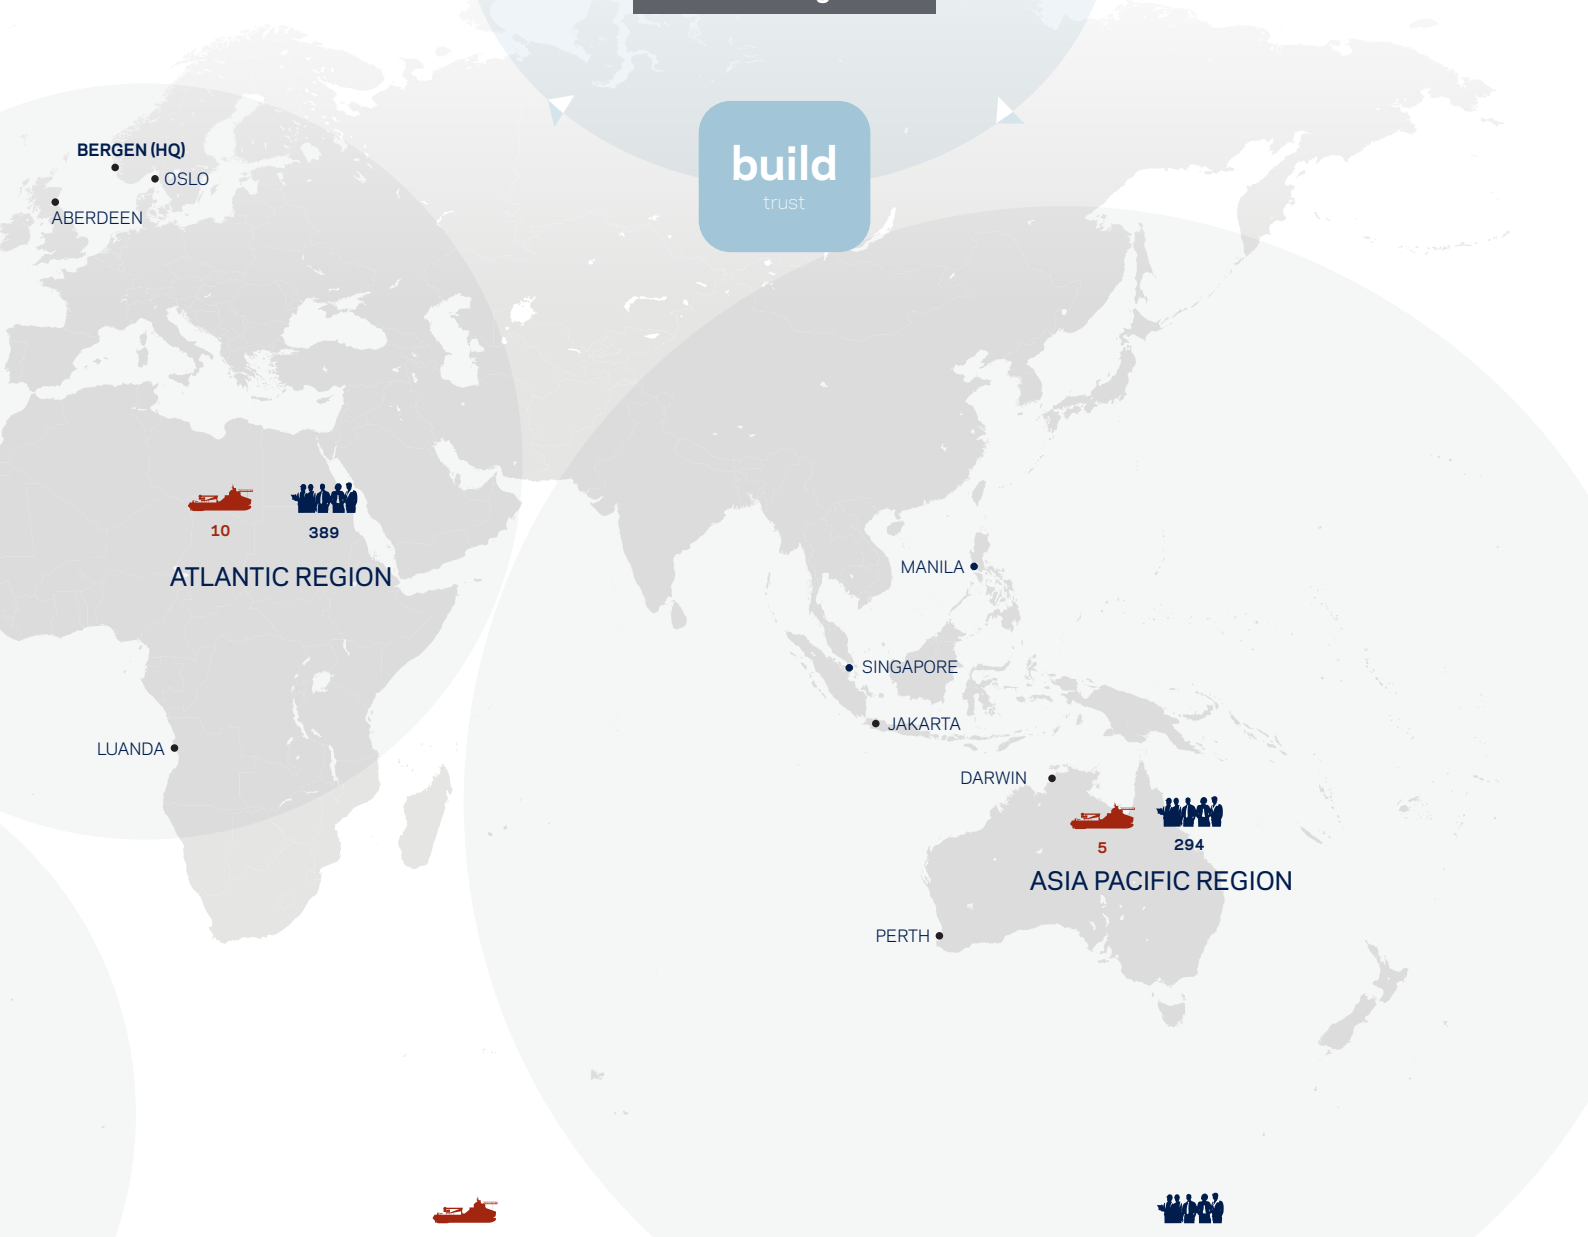 build
trust
BERGEN (HQ)
OSLO
ABERDEEN
10
389
ATLANTIC REGION
MANILA
SINGAPORE
JAKARTA
LUANDA
DARWIN
5
294
ASIA PACIFIC REGION
PERTH